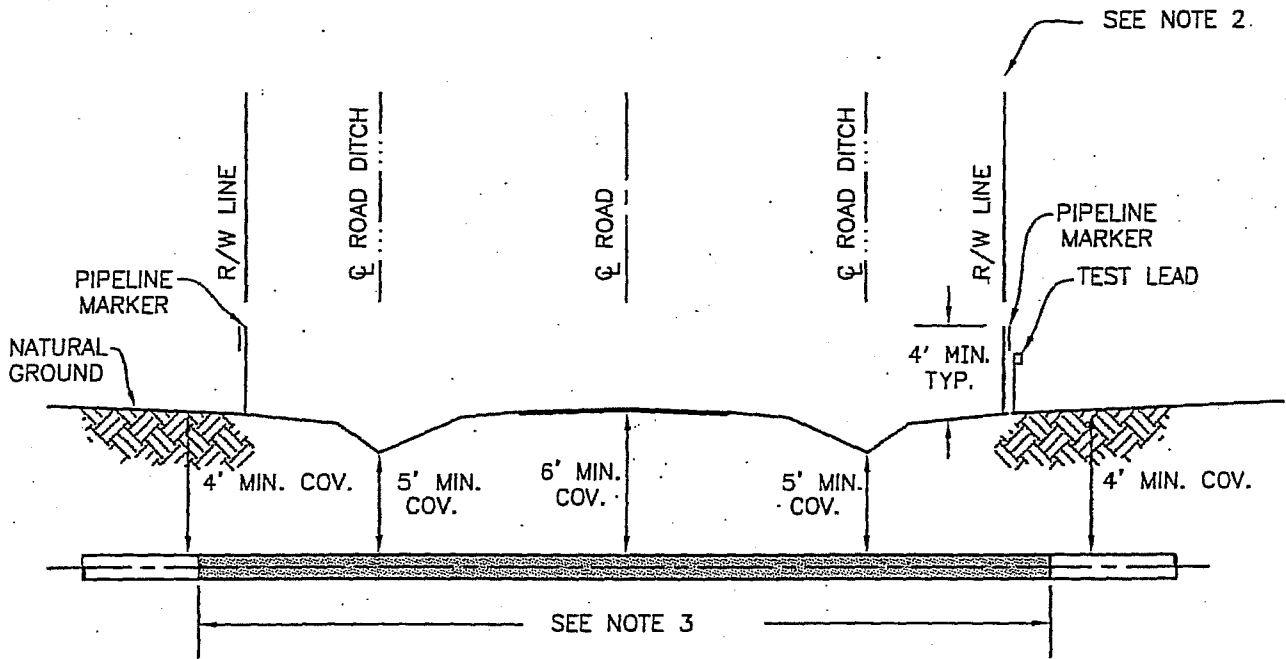 SEE NOTE 2
R/W LINE
℄ ROAD DITCH
℄ ROAD
℄ ROAD DITCH
R/W LINE
PIPELINE
MARKER
TEST LEAD
PIPELINE
MARKER
NATURAL
GROUND
4' MIN.
TYP.
4' MIN. COV.
5' MIN.
COV.
6' MIN.
COV.
5' MIN.
COV.
4' MIN. COV.
SEE NOTE 3